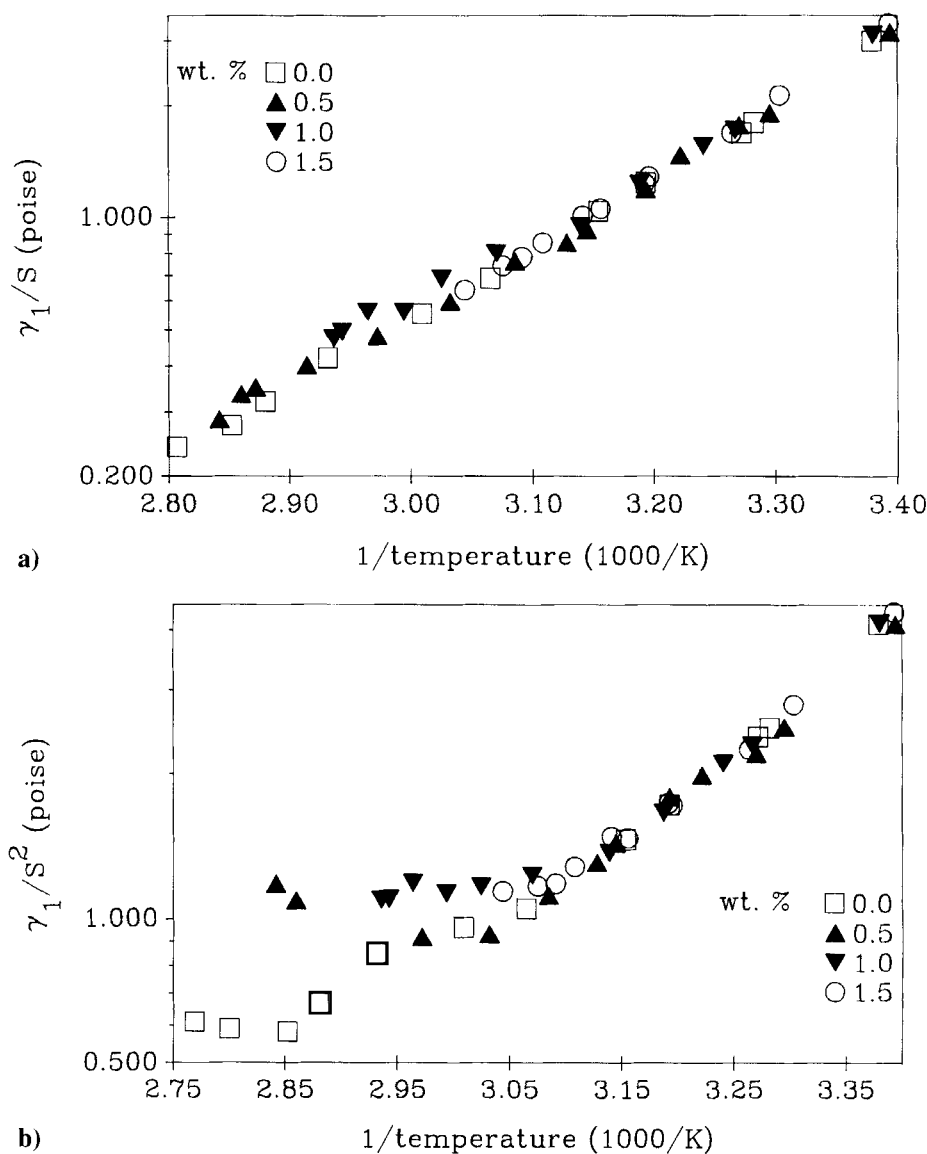 wt. % 0.0
0.5
1.0
1.5
1.000
0.200
γ1/S (poise)
2.80 2.90 3.00 3.10 3.20 3.30 3.40
a) 1/temperature (1000/K)
γ1/S² (poise)
1.000
wt. % 0.0
0.5
1.0
1.5
0.500
2.75 2.85 2.95 3.05 3.15 3.25 3.35
b) 1/temperature (1000/K)